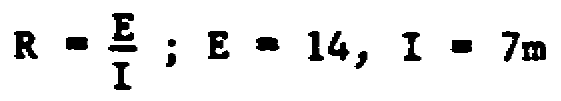 R = E/I ; E = 14, I = 7m